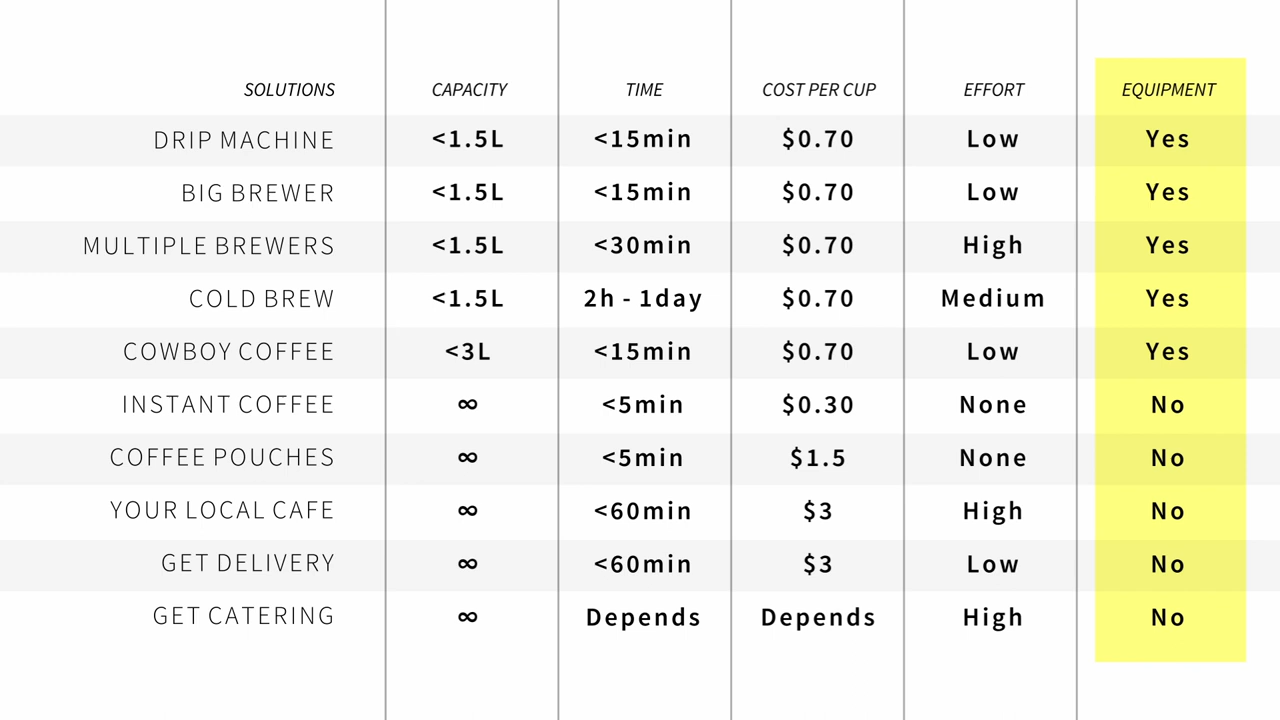 SOLUTIONS CAPACITY TIME COST PER CUP EFFORT EQUIPMENT
DRIP MACHINE <1.5L <15min $0.70 Low Yes
BIG BREWER <1.5L <15min $0.70 Low Yes
MULTIPLE BREWERS <1.5L <30min $0.70 High Yes
COLD BREW <1.5L 2h - 1day $0.70 Medium Yes
COWBOY COFFEE <3L <15min $0.70 Low Yes
INSTANT COFFEE ∞ <5min $0.30 None No
COFFEE POUCHES ∞ <5min $1.5 None No
YOUR LOCAL CAFE ∞ <60min $3 High No
GET DELIVERY ∞ <60min $3 Low No
GET CATERING ∞ Depends Depends High No